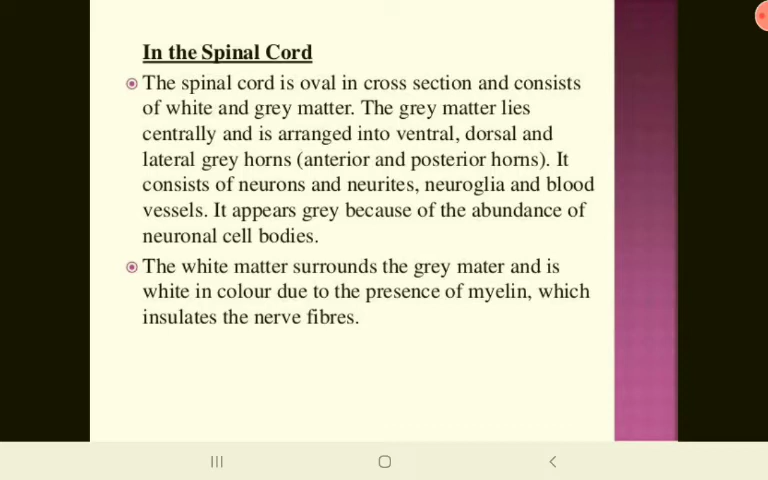 In the Spinal Cord
The spinal cord is oval in cross section and consists
of white and grey matter. The grey matter lies
centrally and is arranged into ventral, dorsal and
lateral grey horns (anterior and posterior horns). It
consists of neurons and neurites, neuroglia and blood
vessels. It appears grey because of the abundance of
neuronal cell bodies.
The white matter surrounds the grey mater and is
white in colour due to the presence of myelin, which
insulates the nerve fibres.